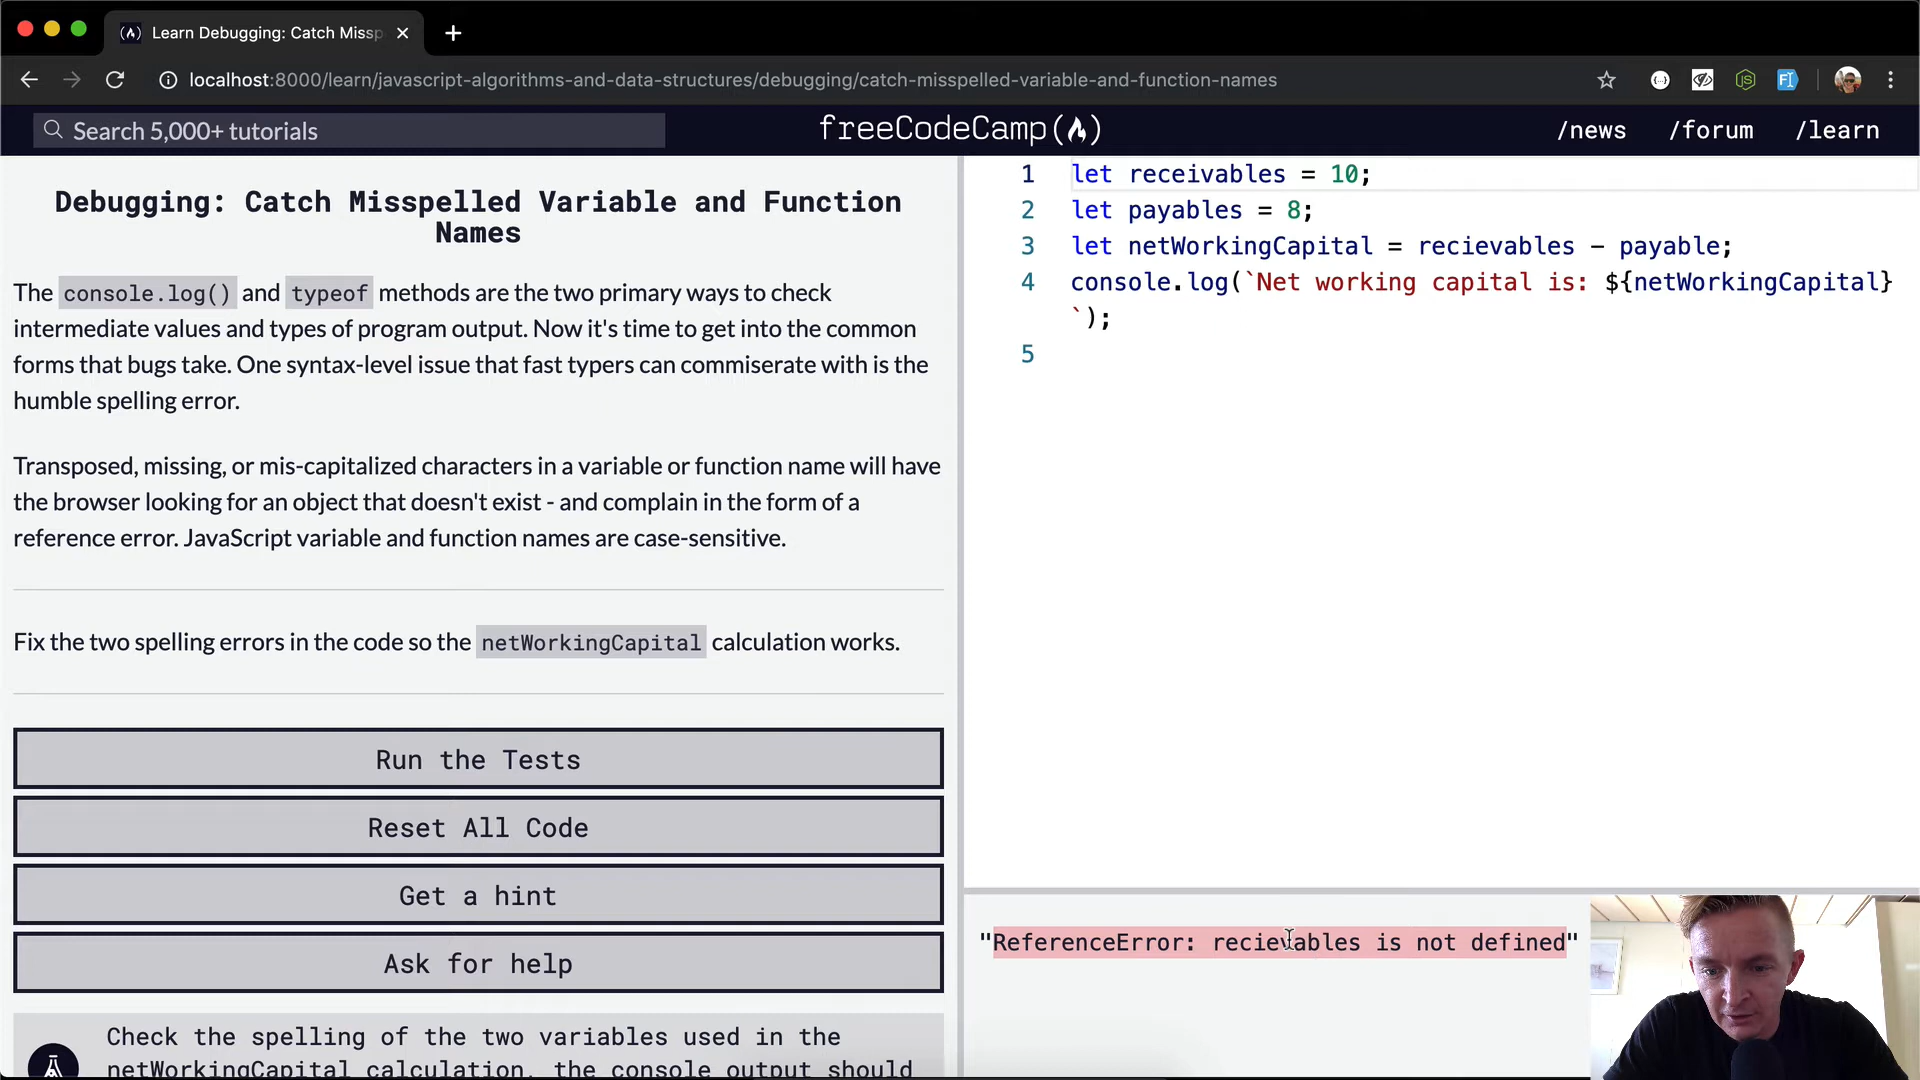 Learn Debugging: Catch Missp
localhost:8000/learn/javascript-algorithms-and-data-structures/debugging/catch-misspelled-variable-and-function-names
Search 5,000+ tutorials
freeCodeCamp
/news /forum /learn
Debugging: Catch Misspelled Variable and Function
Names
The console.log() and typeof methods are the two primary ways to check
intermediate values and types of program output. Now it's time to get into the common
forms that bugs take. One syntax-level issue that fast typers can commiserate with is the
humble spelling error.
Transposed, missing, or mis-capitalized characters in a variable or function name will have
the browser looking for an object that doesn't exist - and complain in the form of a
reference error. JavaScript variable and function names are case-sensitive.
Fix the two spelling errors in the code so the netWorkingCapital calculation works.
Run the Tests
Reset All Code
Get a hint
Ask for help
Check the spelling of the two variables used in the
netWorkingCapital calculation, the console output should
1 let receivables = 10;
2 let payables = 8;
3 let netWorkingCapital = recievables - payable;
4 console.log(`Net working capital is: ${netWorkingCapital}
`);
5
"ReferenceError: recievables is not defined"